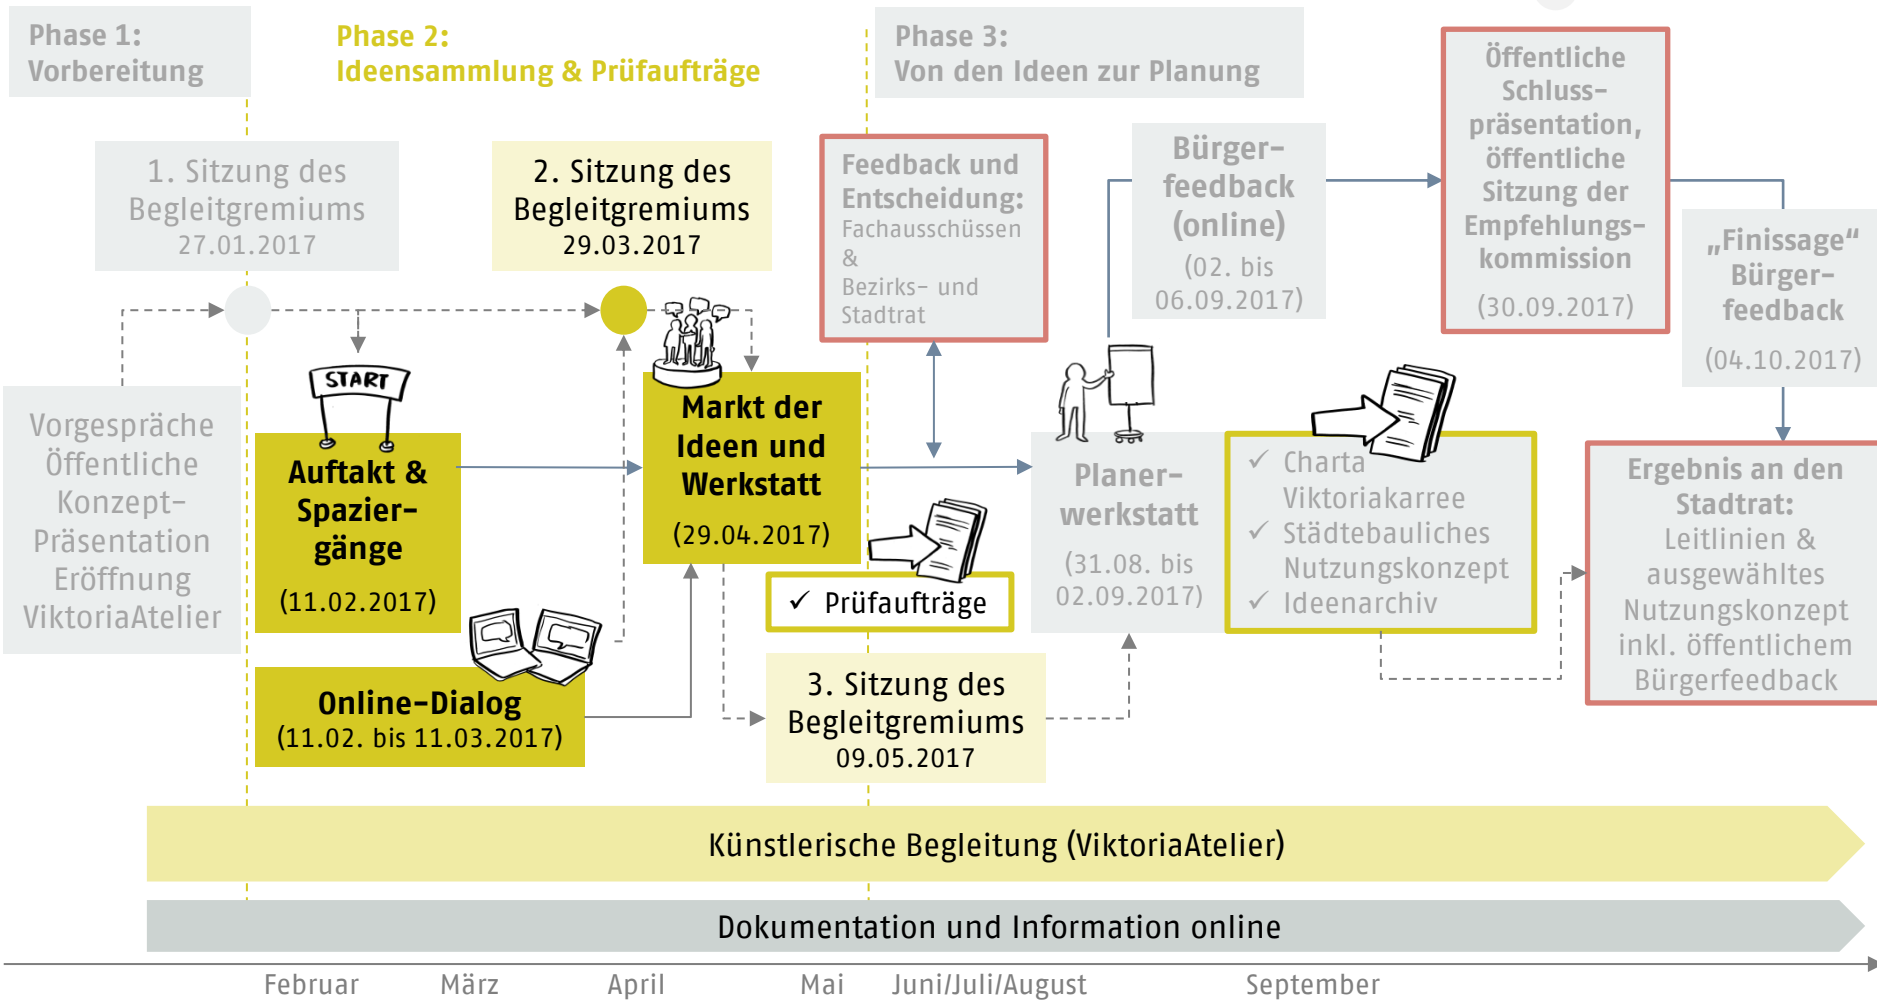 Phase 1:
Vorbereitung
Phase 2:
Ideensammlung & Prüfaufträge
Phase 3:
Von den Ideen zur Planung
1. Sitzung des
Begleitgremiums
27.01.2017
2. Sitzung des
Begleitgremiums
29.03.2017
Feedback und
Entscheidung:
Fachausschüssen
&
Bezirks- und
Stadtrat
Bürger-
feedback
(online)
(02. bis
06.09.2017)
Öffentliche
Schluss-
präsentation,
öffentliche
Sitzung der
Empfehlungs-
kommission
(30.09.2017)
„Finissage“
Bürger-
feedback
(04.10.2017)
Vorgespräche
Öffentliche
Konzept-
Präsentation
Eröffnung
ViktoriaAtelier
START
Auftakt &
Spazier-
gänge
(11.02.2017)
Markt der
Ideen und
Werkstatt
(29.04.2017)
✓ Prüfaufträge
Planer-
werkstatt
(31.08. bis
02.09.2017)
✓ Charta
Viktoriakarree
✓ Städtebauliches
Nutzungskonzept
✓ Ideenarchiv
Ergebnis an den
Stadtrat:
Leitlinien &
ausgewähltes
Nutzungskonzept
inkl. öffentlichem
Bürgerfeedback
Online-Dialog
(11.02. bis 11.03.2017)
3. Sitzung des
Begleitgremiums
09.05.2017
Künstlerische Begleitung (ViktoriaAtelier)
Dokumentation und Information online
Februar
März
April
Mai
Juni/Juli/August
September